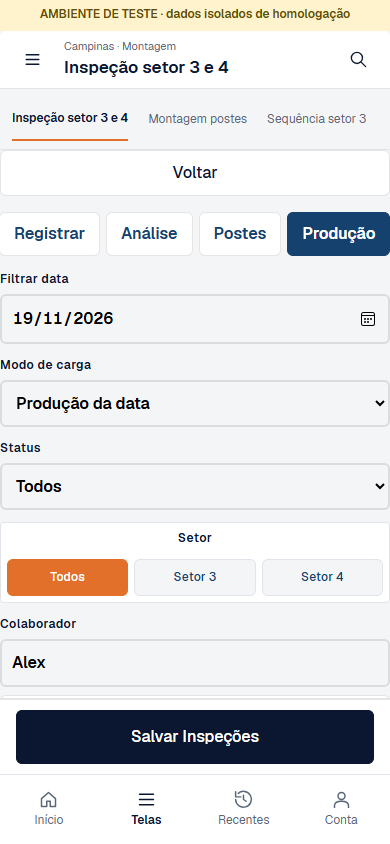 AMBIENTE DE TESTE · dados isolados de homologação
Campinas · Montagem
Inspeção setor 3 e 4
Inspeção setor 3 e 4 Montagem postes Sequência setor 3
Voltar
Registrar Análise Postes Produção
Filtrar data
19/11/2026
Modo de carga
Produção da data
Status
Todos
Setor
Todos Setor 3 Setor 4
Colaborador
Alex
Salvar Inspeções
Início Telas Recentes Conta